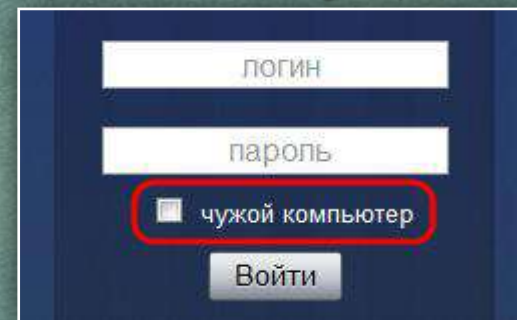 логин
пароль
чужой компьютер
Войти